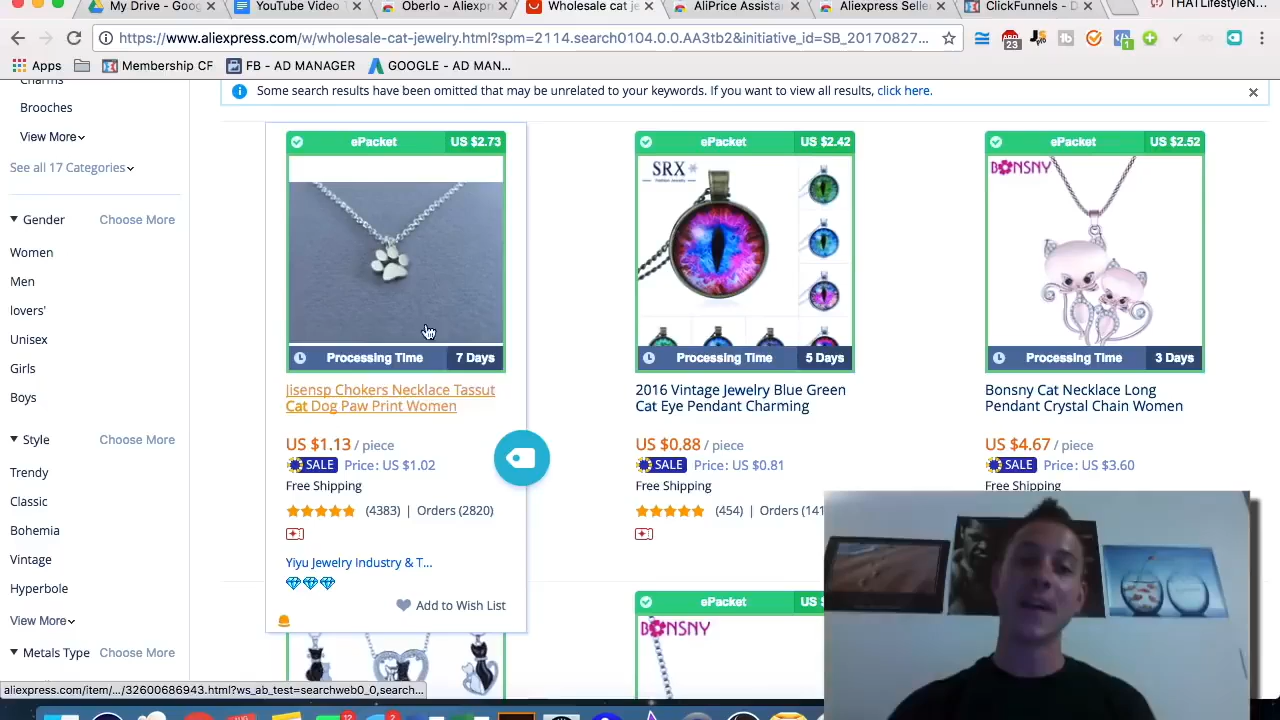 My Drive - Goog
YouTube Video T
Oberlo - Aliexpr
Wholesale cat je
AliPrice Assistan
Aliexpress Seller
ClickFunnels - D
THATLifestyleN
https://www.aliexpress.com/w/wholesale-cat-jewelry.html?spm=2114.search0104.0.0.AA3tb2&initiative_id=SB_20170827...
23
1
Apps
Membership CF
FB - AD MANAGER
GOOGLE - AD MAN...
Charms
Brooches
View More
See all 17 Categories
Gender Choose More
Women
Men
lovers'
Unisex
Girls
Boys
Style Choose More
Trendy
Classic
Bohemia
Vintage
Hyperbole
View More
Metals Type Choose More
Some search results have been omitted that may be unrelated to your keywords. If you want to view all results, click here.
ePacket US $2.73
Processing Time 7 Days
Jisensp Chokers Necklace Tassut
Cat Dog Paw Print Women
US $1.13 / piece
SALE Price: US $1.02
Free Shipping
(4383) | Orders (2820)
Yiyu Jewelry Industry & T...
Add to Wish List
ePacket US $2.42
SRX
Processing Time 5 Days
2016 Vintage Jewelry Blue Green
Cat Eye Pendant Charming
US $0.88 / piece
SALE Price: US $0.81
Free Shipping
(454) | Orders (141
ePacket US $2.52
BONSNY
Processing Time 3 Days
Bonsny Cat Necklace Long
Pendant Crystal Chain Women
US $4.67 / piece
SALE Price: US $3.60
Free Shipping
ePacket US $
BONSNY
aliexpress.com/item/.../32600686943.html?ws_ab_test=searchweb0_0,search...
12
2